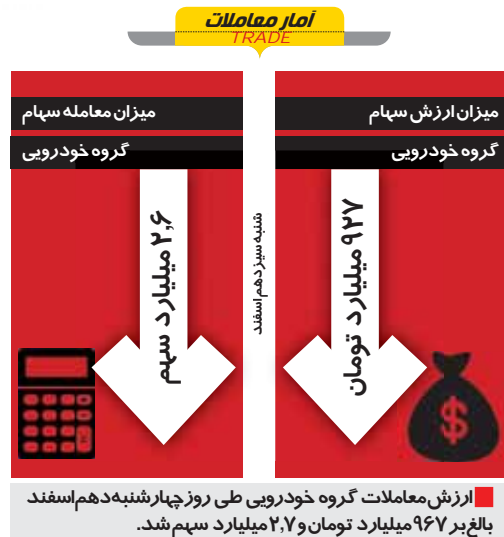 آمار معاملات
TRADE
میزان ارزش سهام
گروه خودرویی
۹۲۷ میلیارد تومان
شنبه سیزدهم اسفند
میزان معامله سهام
گروه خودرویی
۲,۶ میلیارد سهم
ارزش معاملات گروه خودرویی طی روز چهارشنبه دهم اسفند
بالغ بر ۹۶۷ میلیارد تومان و ۲,۷ میلیارد سهم شد.